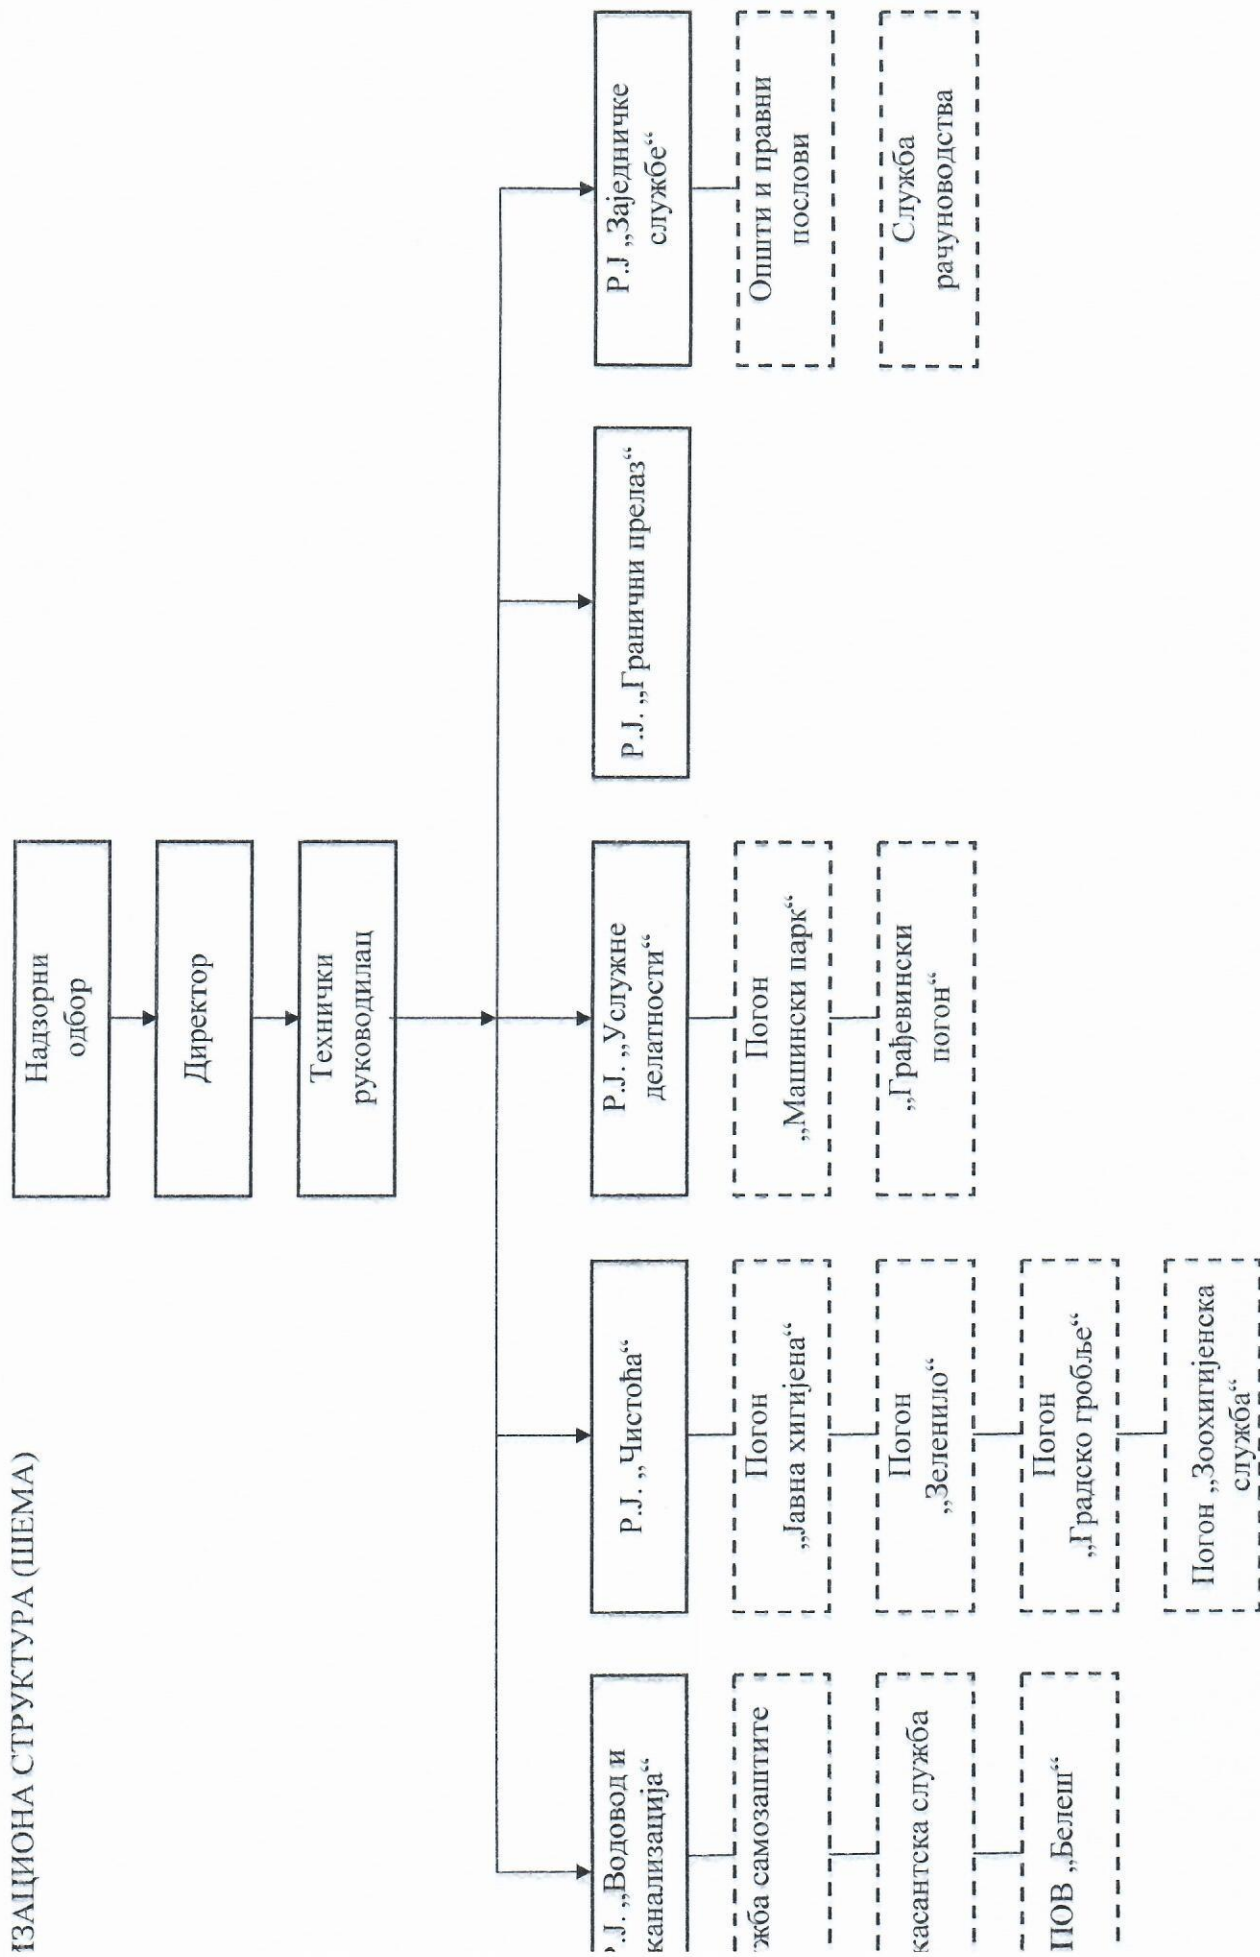 ИЗАЦИОНА СТРУКТУРА (ШЕМА)
Надзорни
одбор
Директор
Технички
руководилац
Р.Ј. „Водовод и
канализација“
жба самозаштите
касантска служба
ПОВ „Белеш“
Р.Ј. „Чистоћа“
Погон
„Јавна хигијена“
Погон
„Зеленило“
Погон
„Градско гробље“
Погон „Зоохигијенска
служба“
Р.Ј. „Услужне
делатности“
Погон
„Машински парк“
„Грађевински
погон“
Р.Ј. „Гранични прелаз“
Р.Ј „Заједничке
службе“
Општи и правни
послови
Служба
рачуноводства